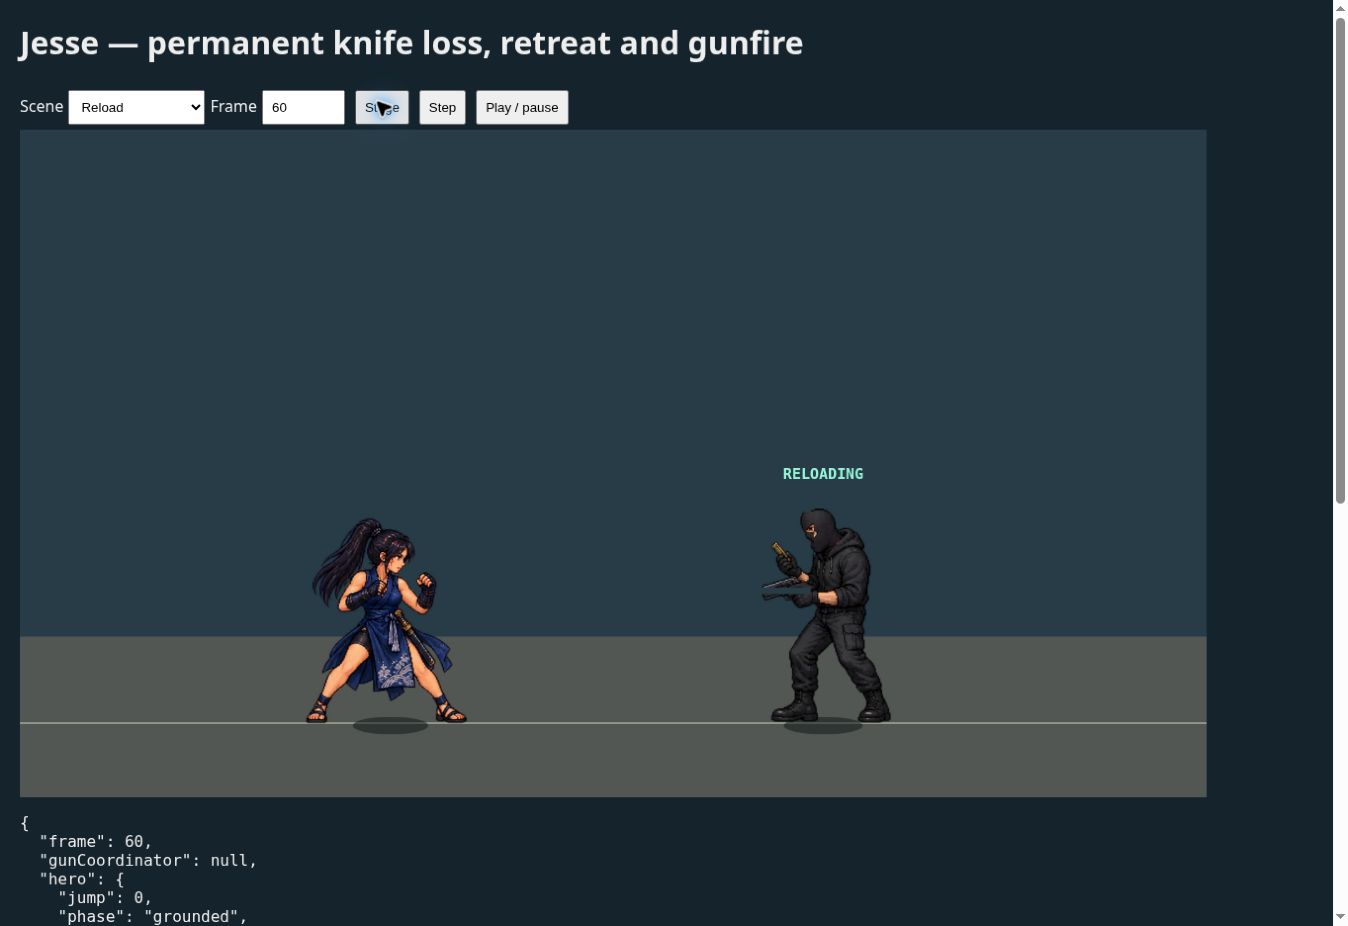 Jesse — permanent knife loss, retreat and gunfire
Scene Reload Frame 60 Stage Step Play / pause
RELOADING
{
"frame": 60,
"gunCoordinator": null,
"hero": {
"jump": 0,
"phase": "grounded",